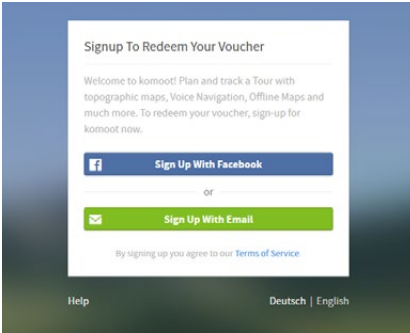 Signup To Redeem Your Voucher
Welcome to komoot! Plan and track a Tour with
topographic maps, Voice Navigation, Offline Maps and
much more. To redeem your voucher, sign-up for
komoot now.
Sign Up With Facebook
or
Sign Up With Email
By signing up you agree to our Terms of Service
Help Deutsch | English